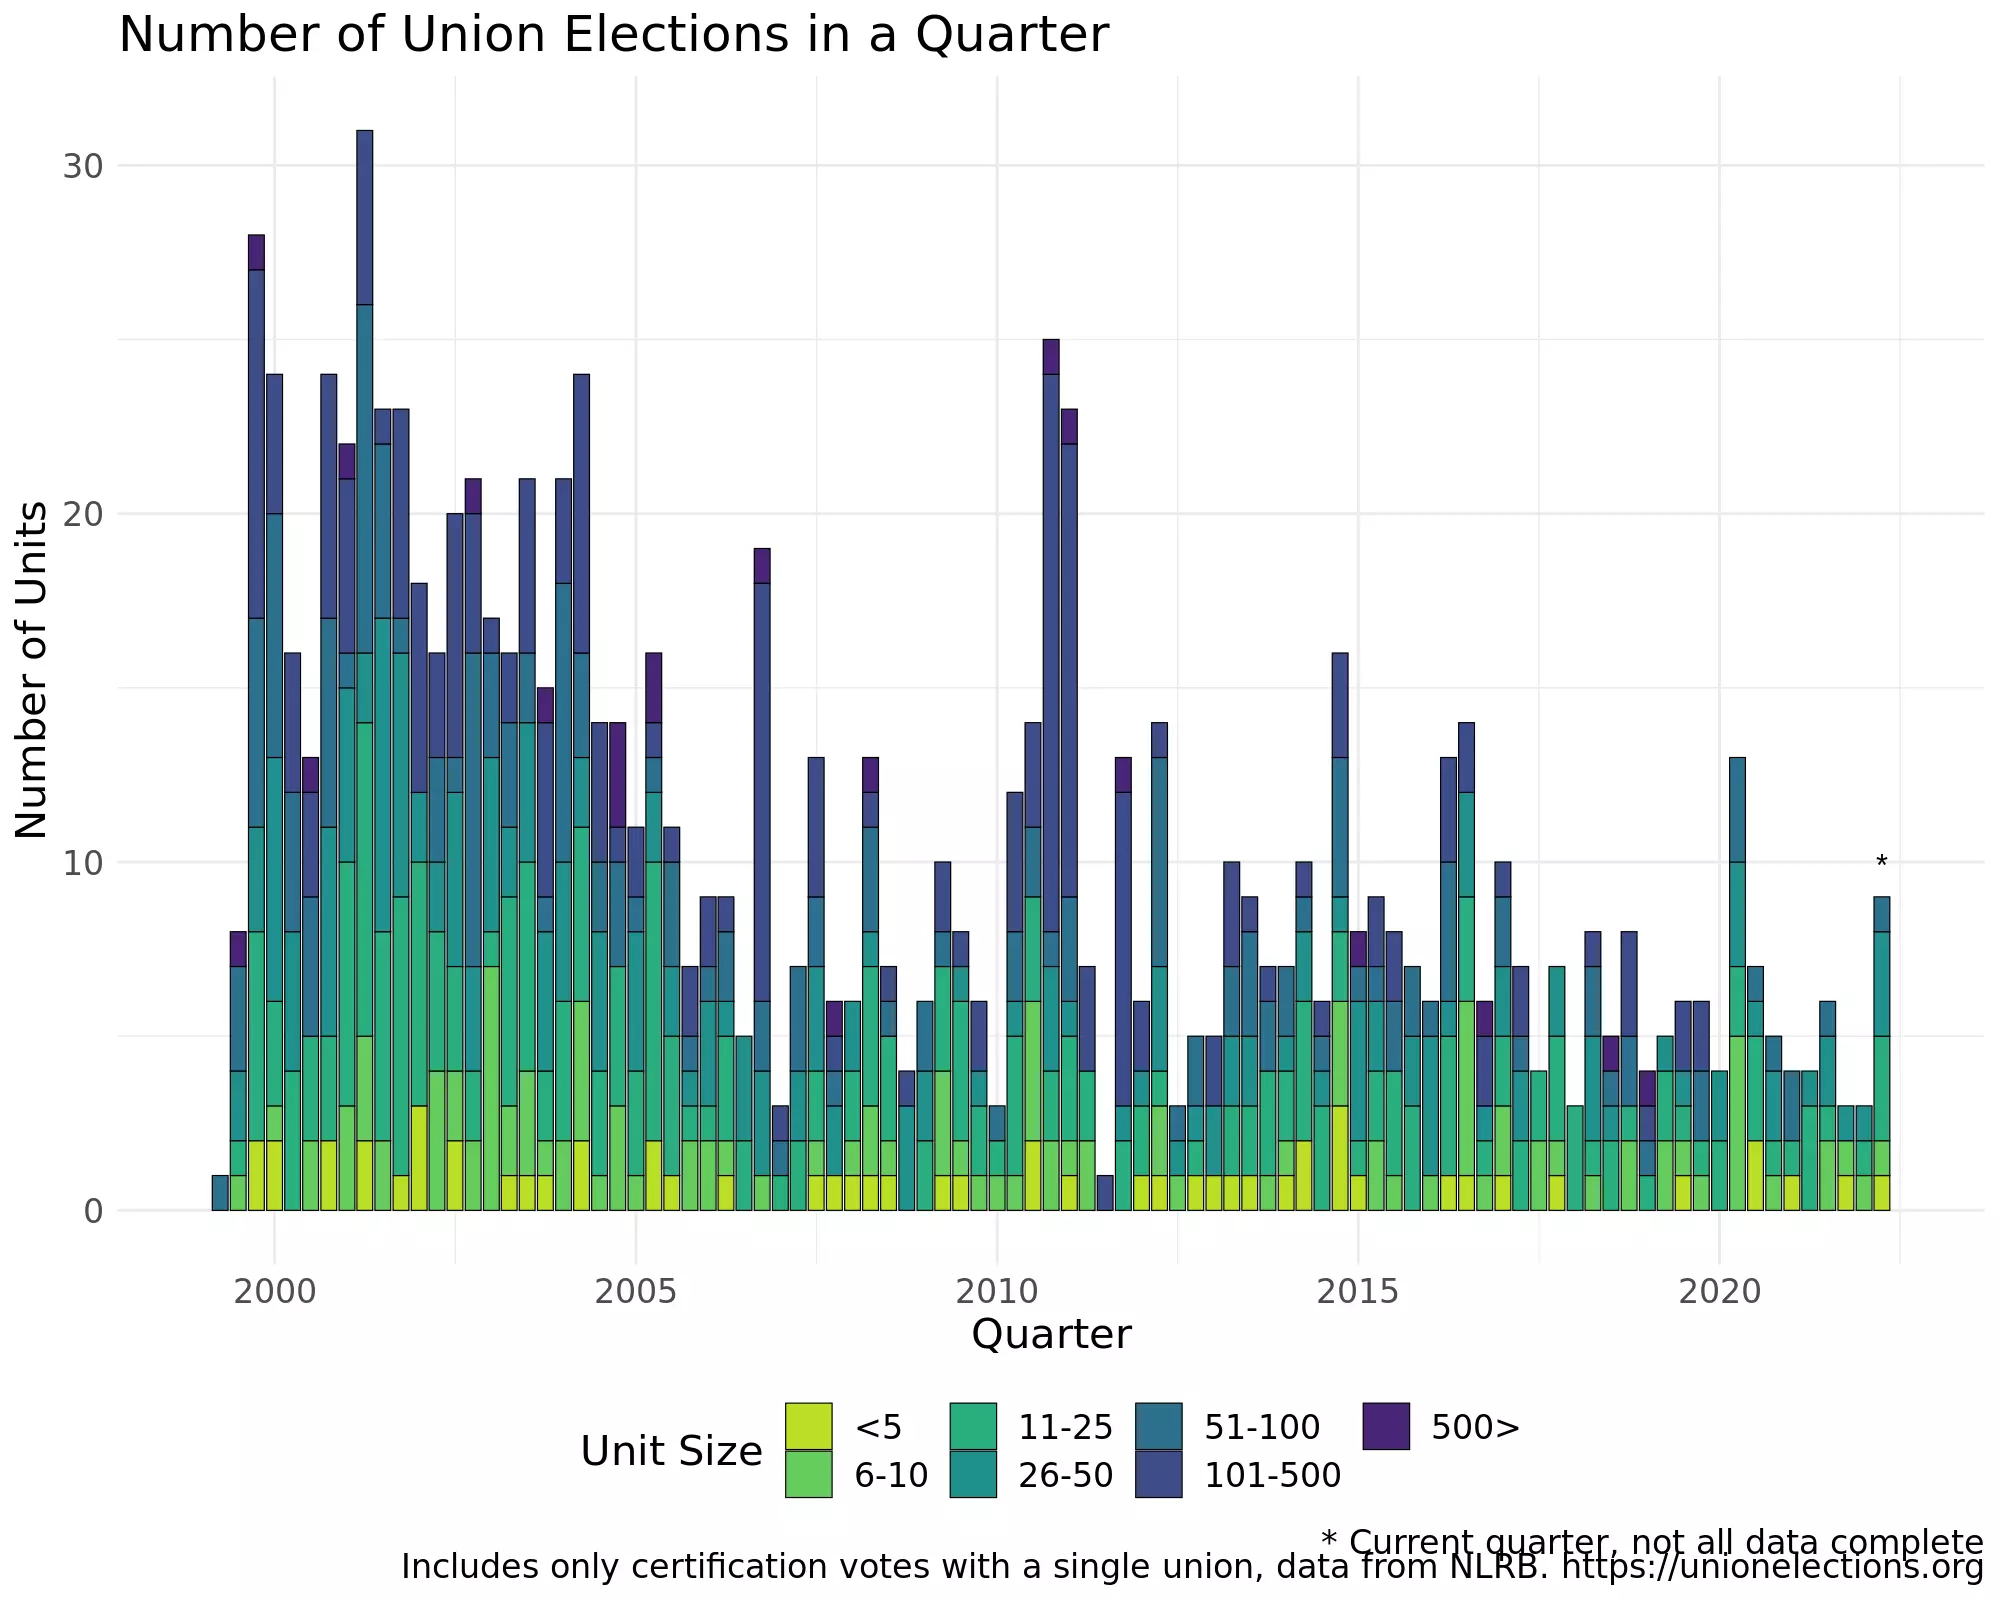 Number of Union Elections in a Quarter
Number of Units
30
20
10
0
*
2000 2005 2010 2015 2020
Quarter
Unit Size
<5 11-25 51-100 500>
6-10 26-50 101-500
* Current quarter, not all data complete
Includes only certification votes with a single union, data from NLRB. https://unionelections.org